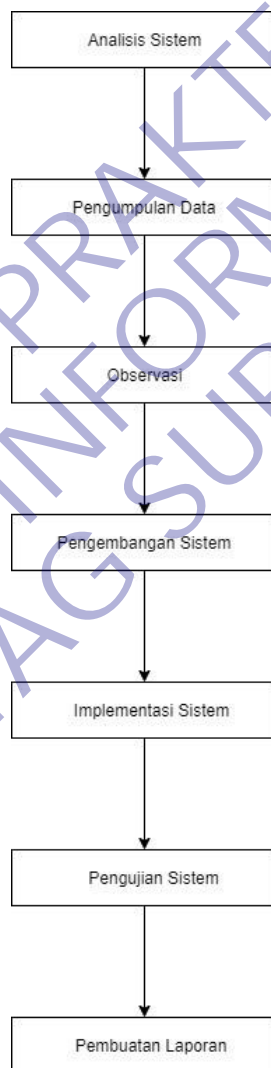 Analisis Sistem
Pengumpulan Data
Observasi
Pengembangan Sistem
Implementasi Sistem
Pengujian Sistem
Pembuatan Laporan